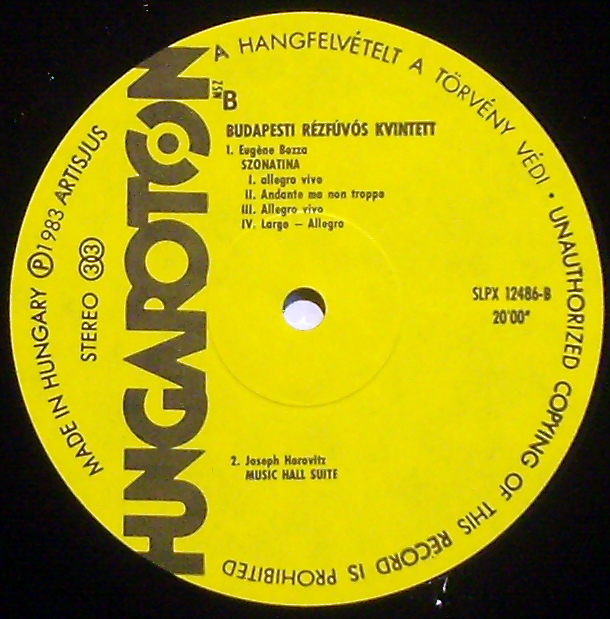 A HANGFELVÉTELT A TÖRVÉNY VÉDI · UNAUTHORIZED COPYING OF THIS RECORD IS PROHIBITED
MADE IN HUNGARY Ⓟ 1983 ARTISJUS
STEREO 33
HUNGAROTON
MSZ
B
BUDAPESTI RÉZFÚVÓS KVINTETT
1. Eugène Bozza
SZONATINA
I. allegro vivo
II. Andante ma non troppo
III. Allegro vivo
IV. Largo – Allegro
SLPX 12486-B
20'00"
2. Joseph Horovitz
MUSIC HALL SUITE